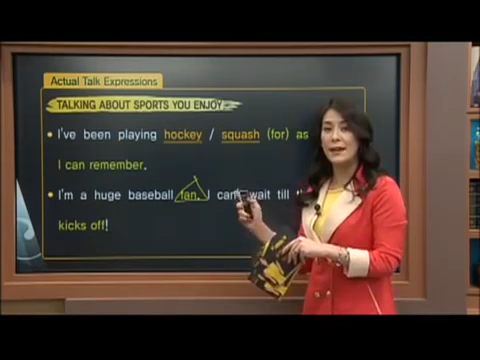 Actual Talk Expressions
TALKING ABOUT SPORTS YOU ENJOY
• I've been playing hockey / squash (for) as
I can remember.
• I'm a huge baseball fan. I can wait till
kicks off!